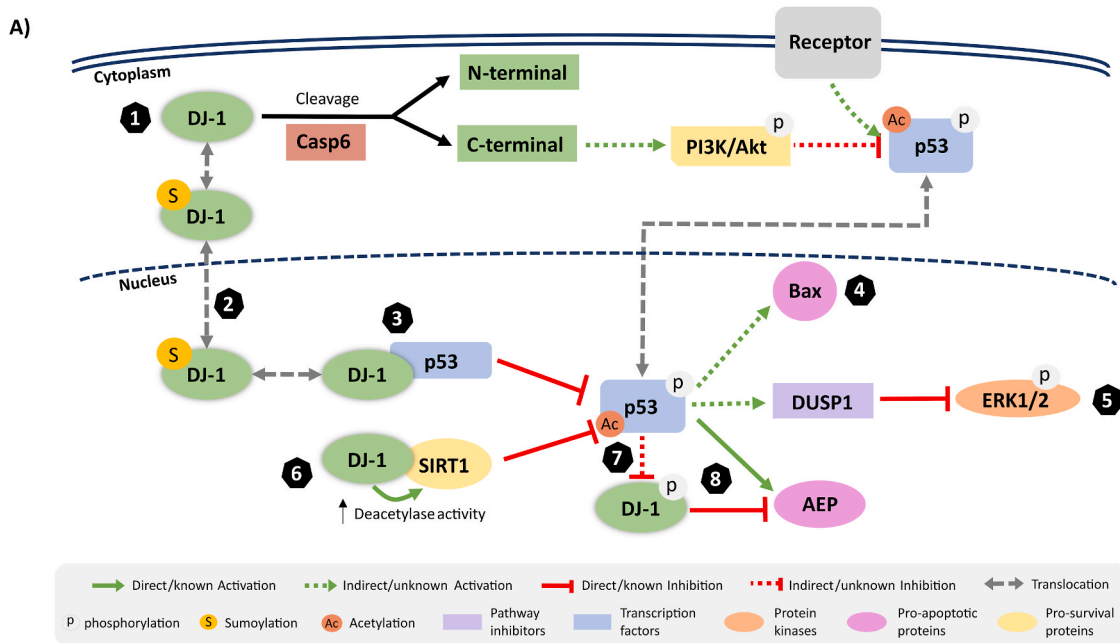 A)
Receptor
Cytoplasm
N-terminal
1
DJ-1
Cleavage
Casp6
C-terminal
PI3K/Akt
p
Ac
p
p53
S
DJ-1
Nucleus
2
Bax
4
3
S
DJ-1
DJ-1
p53
p
p53
Ac
DUSP1
p
ERK1/2
5
6
DJ-1
SIRT1
7
8
p
DJ-1
AEP
Deacetylase activity
Direct/known Activation
Indirect/unknown Activation
Direct/known Inhibition
Indirect/unknown Inhibition
Translocation
p phosphorylation
S Sumoylation
Ac Acetylation
Pathway
inhibitors
Transcription
factors
Protein
kinases
Pro-apoptotic
proteins
Pro-survival
proteins